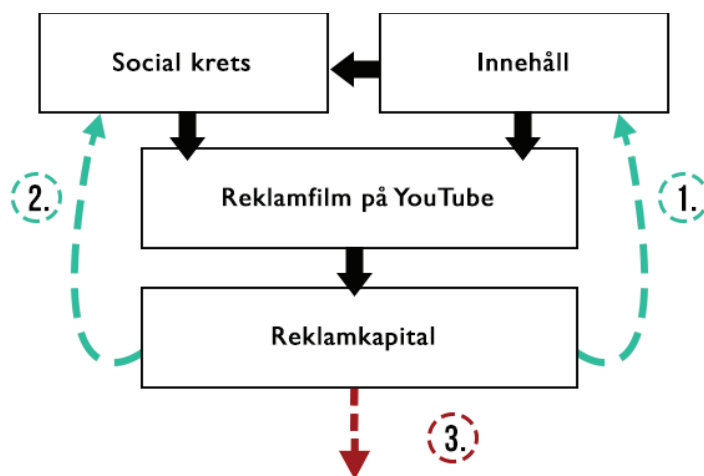 Social krets
Innehåll
Reklamfilm på YouTube
2.
1.
Reklamkapital
3.